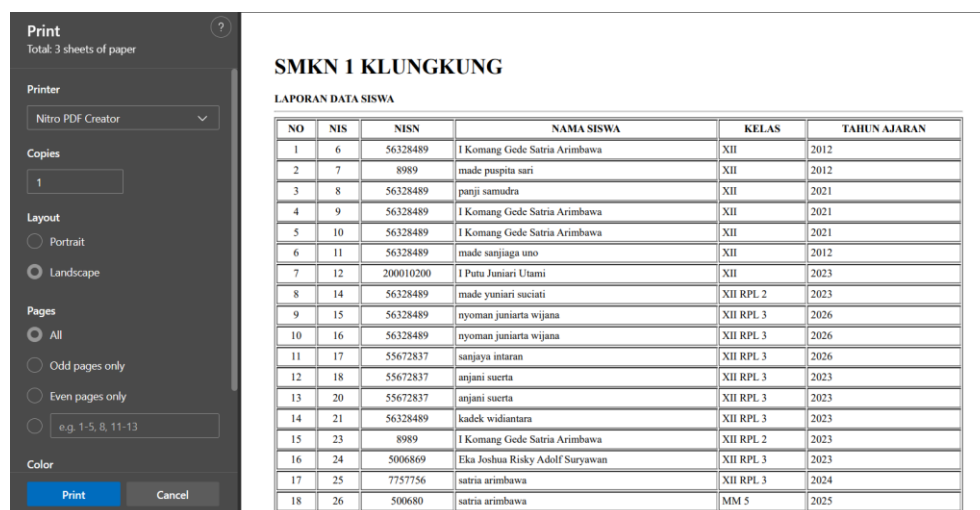 Print
?
Total: 3 sheets of paper
Printer
Nitro PDF Creator
Copies
1
Layout
Portrait
Landscape
Pages
All
Odd pages only
Even pages only
e.g. 1-5, 8, 11-13
Color
Print Cancel
SMKN 1 KLUNGKUNG
LAPORAN DATA SISWA
NO NIS NISN NAMA SISWA KELAS TAHUN AJARAN
1 6 56328489 I Komang Gede Satria Arimbawa XII 2012
2 7 8989 made puspita sari XII 2012
3 8 56328489 panji samudra XII 2021
4 9 56328489 I Komang Gede Satria Arimbawa XII 2021
5 10 56328489 I Komang Gede Satria Arimbawa XII 2021
6 11 56328489 made sanjiaga uno XII 2012
7 12 200010200 I Putu Juniari Utami XII 2023
8 14 56328489 made yuniari suciati XII RPL 2 2023
9 15 56328489 nyoman juniarta wijana XII RPL 3 2026
10 16 56328489 nyoman juniarta wijana XII RPL 3 2026
11 17 55672837 sanjaya intaran XII RPL 3 2026
12 18 55672837 anjani suerta XII RPL 3 2023
13 20 55672837 anjani suerta XII RPL 3 2023
14 21 56328489 kadek widiantara XII RPL 3 2023
15 23 8989 I Komang Gede Satria Arimbawa XII RPL 2 2023
16 24 5006869 Eka Joshua Risky Adolf Suryawan XII RPL 3 2023
17 25 7757756 satria arimbawa XII RPL 3 2024
18 26 500680 satria arimbawa MM 5 2025